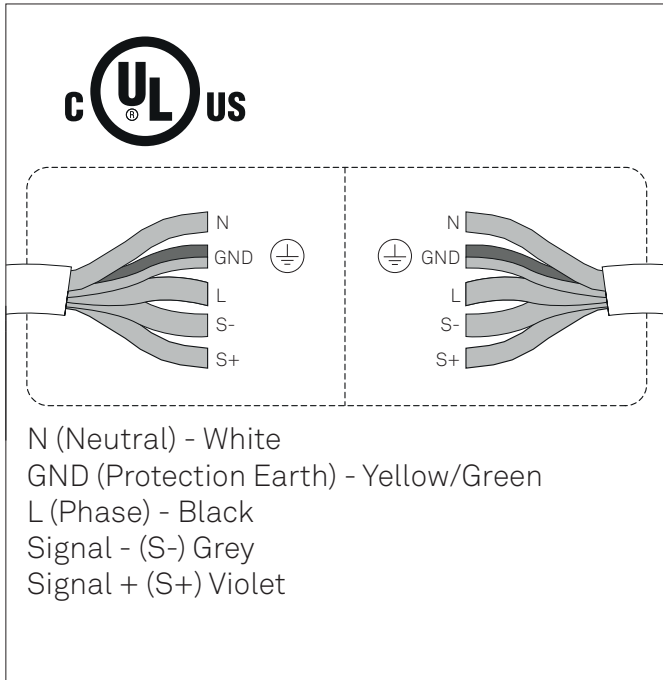 C UL® US
N N
GND GND
L L
S- S-
S+ S+
N (Neutral) - White
GND (Protection Earth) - Yellow/Green
L (Phase) - Black
Signal - (S-) Grey
Signal + (S+) Violet